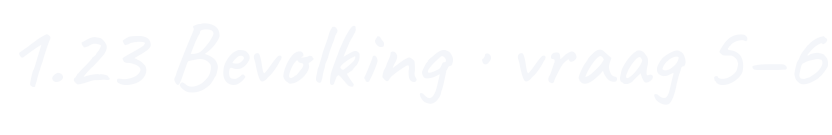 1.23 Bevolking · vraag 5–6